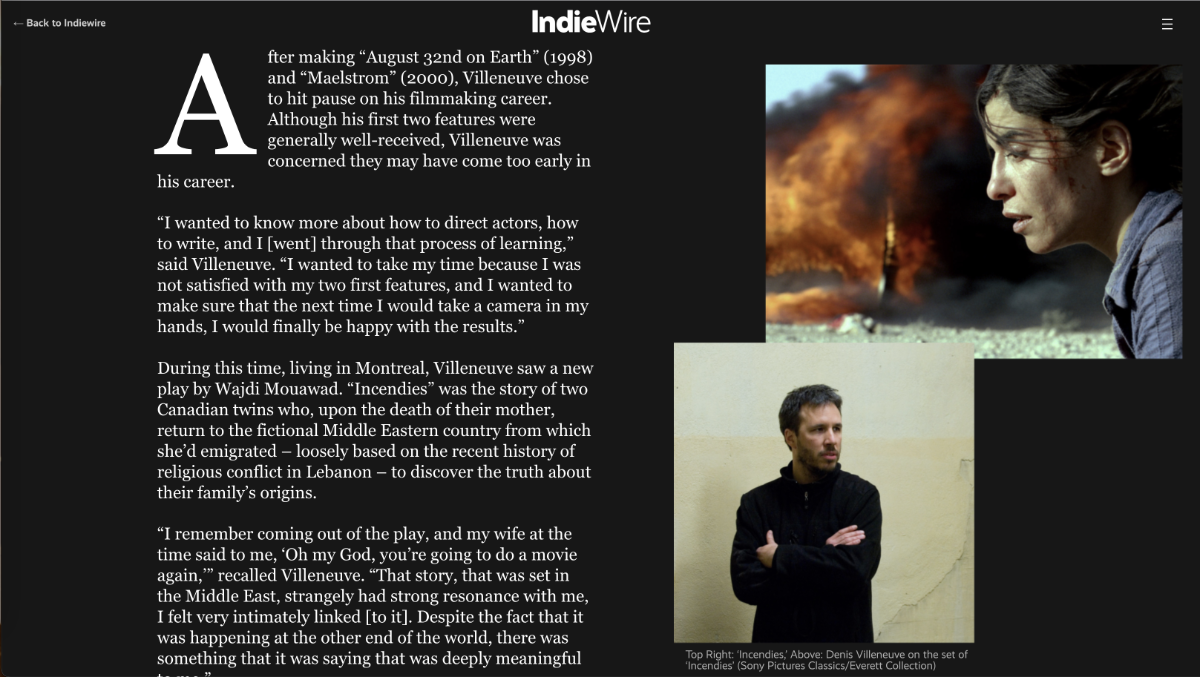 ← Back to Indiewire
IndieWire
After making “August 32nd on Earth” (1998)
and “Maelstrom” (2000), Villeneuve chose
to hit pause on his filmmaking career.
Although his first two features were
generally well-received, Villeneuve was
concerned they may have come too early in
his career.
“I wanted to know more about how to direct actors, how
to write, and I [went] through that process of learning,”
said Villeneuve. “I wanted to take my time because I was
not satisfied with my two first features, and I wanted to
make sure that the next time I would take a camera in my
hands, I would finally be happy with the results.”
During this time, living in Montreal, Villeneuve saw a new
play by Wajdi Mouawad. “Incendies” was the story of two
Canadian twins who, upon the death of their mother,
return to the fictional Middle Eastern country from which
she’d emigrated – loosely based on the recent history of
religious conflict in Lebanon – to discover the truth about
their family’s origins.
“I remember coming out of the play, and my wife at the
time said to me, ‘Oh my God, you’re going to do a movie
again,’” recalled Villeneuve. “That story, that was set in
the Middle East, strangely had strong resonance with me,
I felt very intimately linked [to it]. Despite the fact that it
was happening at the other end of the world, there was
something that it was saying that was deeply meaningful
to me.”
Top Right: ‘Incendies,’ Above: Denis Villeneuve on the set of
‘Incendies’ (Sony Pictures Classics/Everett Collection)